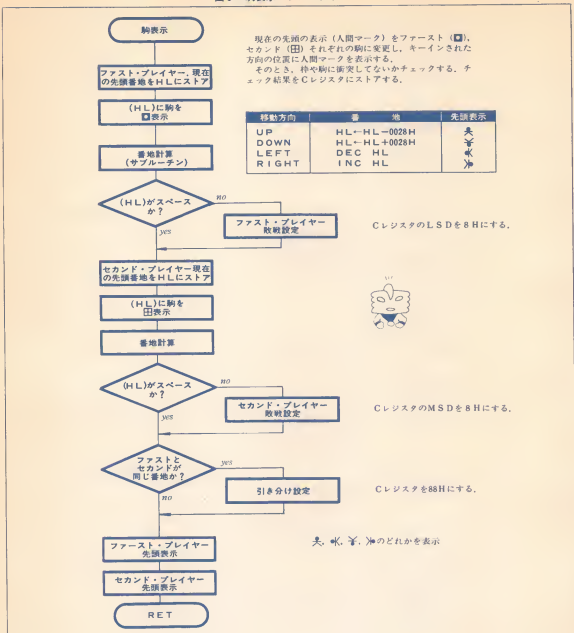 駒表示
現在の先頭の表示（人間マーク）をファースト（◘），
セカンド（田）それぞれの駒に変更し，キーインされた
方向の位置に人間マークを表示する．
そのとき，枠や駒に衝突してないかチェックする．チ
ェック結果をCレジスタにストアする．
ファスト・プレイヤー，現在
の先頭番地をHLにストア
（HL）に駒を
◘表示
番地計算
（サブルーチン）
移動方向 番 地 先頭表示
UP HL←HL−0028H
DOWN HL←HL+0028H
LEFT DEC HL
RIGHT INC HL
（HL）がスペース
か？
no
yes
ファスト・プレイヤー
敗戦設定
CレジスタのLSDを8Hにする．
セカンド・プレイヤー現在
の先頭番地をHLにストア
（HL）に駒を
田表示
番地計算
（HL）がスペース
か？
no
yes
セカンド・プレイヤー
敗戦設定
CレジスタのMSDを8Hにする．
ファストと
セカンドが
同じ番地か？
yes
no
引き分け設定
Cレジスタを88Hにする．
ファースト・プレイヤー
先頭表示
のどれかを表示
セカンド・プレイヤー
先頭表示
RET